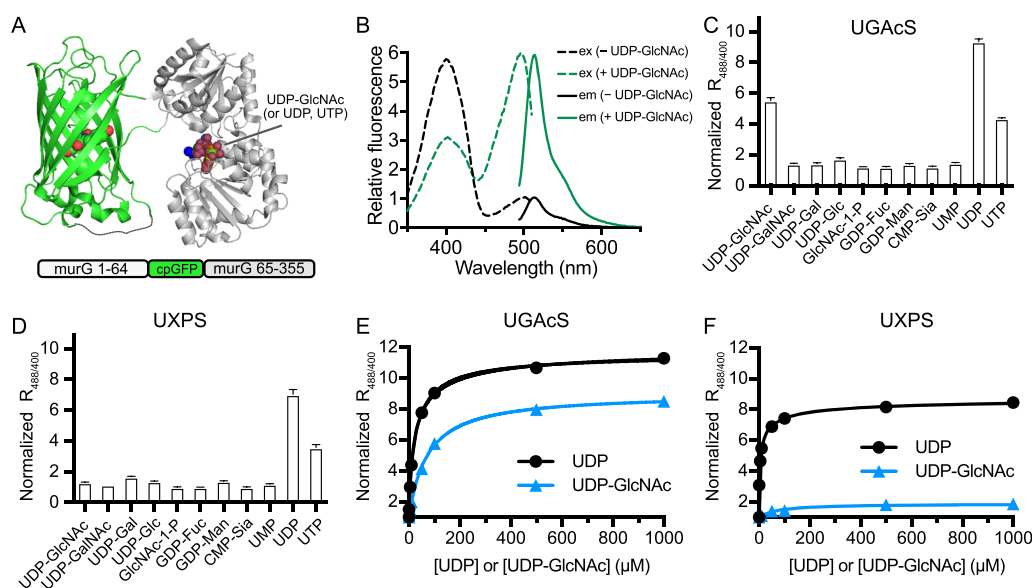 A
UDP-GlcNAc
(or UDP, UTP)
murG 1-64
cpGFP
murG 65-355
B
Relative fluorescence
6
5
4
3
2
1
0
400
500
600
Wavelength (nm)
ex (− UDP-GlcNAc)
ex (+ UDP-GlcNAc)
em (− UDP-GlcNAc)
em (+ UDP-GlcNAc)
C
UGAcS
Normalized R488/400
10
8
6
4
2
0
UDP-GlcNAc
UDP-GalNAc
UDP-Gal
UDP-Glc
GlcNAc-1-P
GDP-Fuc
GDP-Man
CMP-Sia
UMP
UDP
UTP
D
UXPS
Normalized R488/400
10
8
6
4
2
0
UDP-GlcNAc
UDP-GalNAc
UDP-Gal
UDP-Glc
GlcNAc-1-P
GDP-Fuc
GDP-Man
CMP-Sia
UMP
UDP
UTP
E
UGAcS
Normalized R488/400
12
10
8
6
4
2
UDP
UDP-GlcNAc
0 200 400 600 800 1000
[UDP] or [UDP-GlcNAc] (µM)
F
UXPS
Normalized R488/400
12
10
8
6
4
2
UDP
UDP-GlcNAc
0 200 400 600 800 1000
[UDP] or [UDP-GlcNAc] (µM)